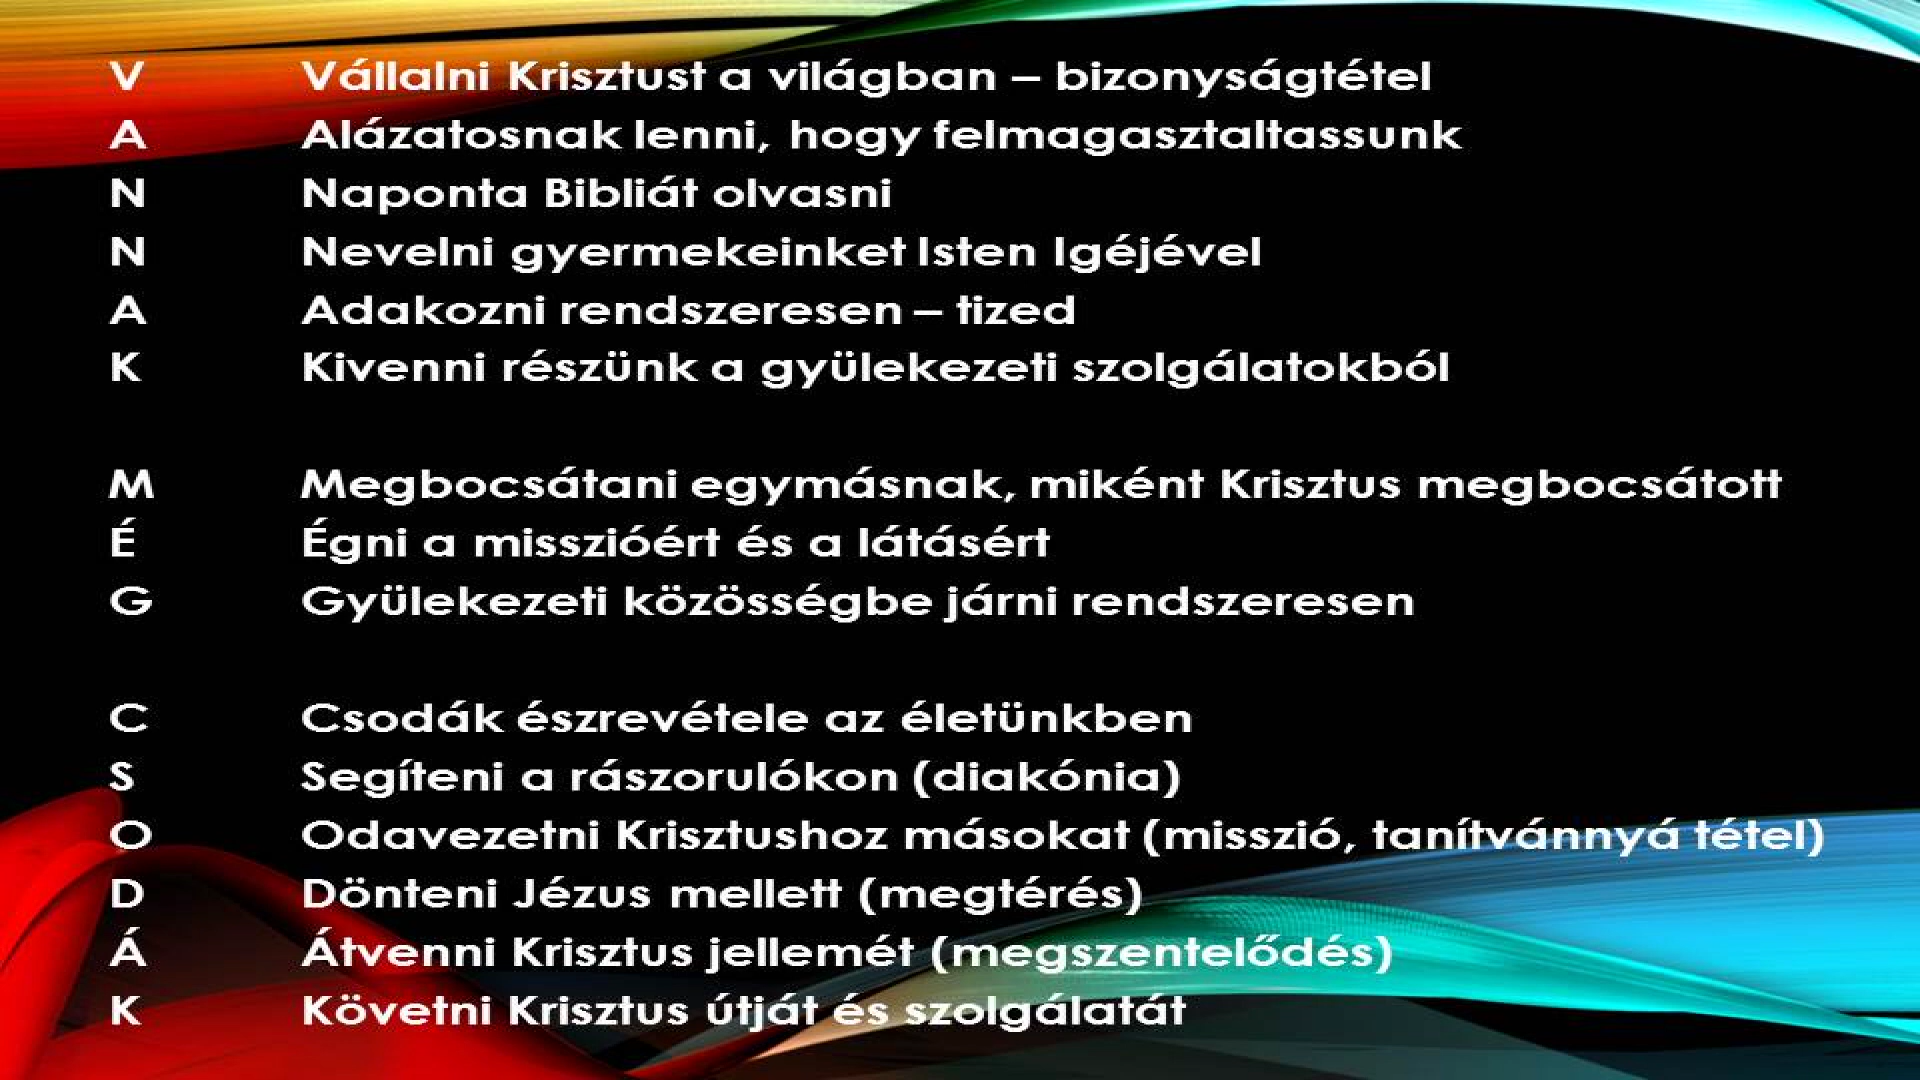 V Vállalni Krisztust a világban – bizonyságtétel
A Alázatosnak lenni, hogy felmagasztaltassunk
N Naponta Bibliát olvasni
N Nevelni gyermekeinket Isten Igéjével
A Adakozni rendszeresen – tized
K Kivenni részünk a gyülekezeti szolgálatokból
M Megbocsátani egymásnak, miként Krisztus megbocsátott
É Égni a misszióért és a látásért
G Gyülekezeti közösségbe járni rendszeresen
C Csodák észrevétele az életünkben
S Segíteni a rászorulókon (diakónia)
O Odavezetni Krisztushoz másokat (misszió, tanítvánnyá tétel)
D Dönteni Jézus mellett (megtérés)
Á Átvenni Krisztus jellemét (megszentelődés)
K Követni Krisztus útját és szolgálatát